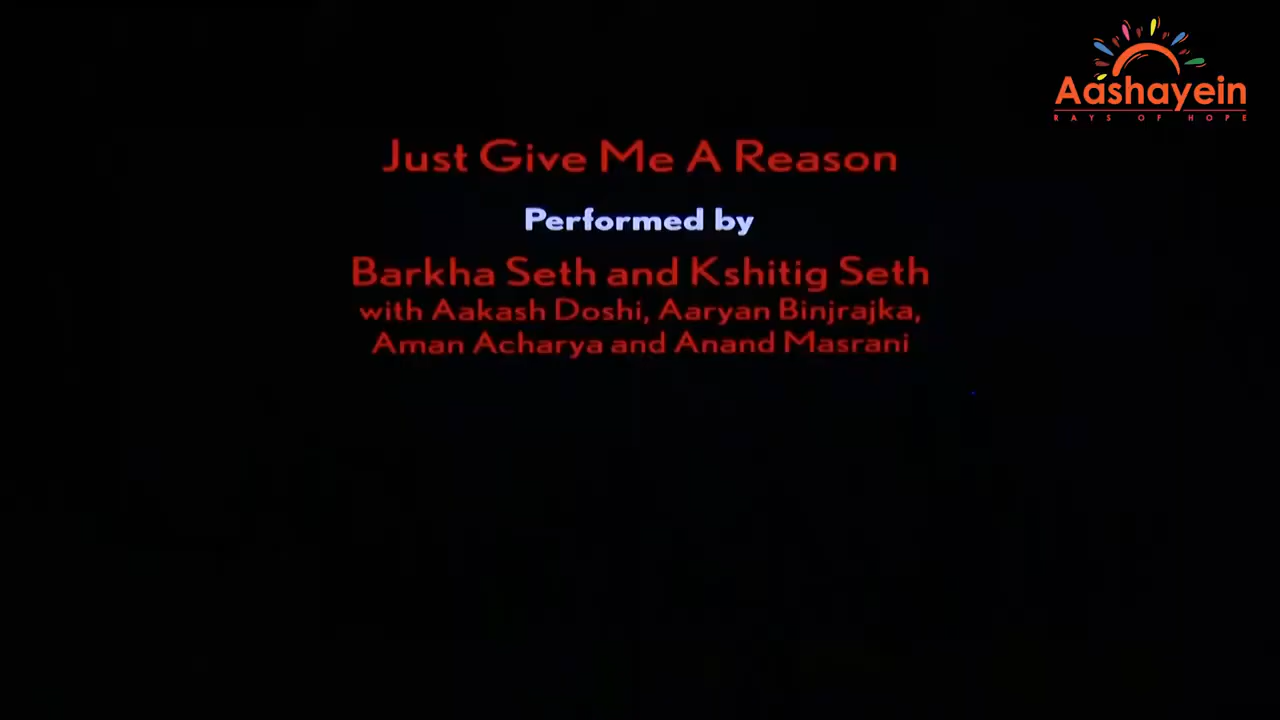 Aashayein
RAYS OF HOPE
Just Give Me A Reason
Performed by
Barkha Seth and Kshitig Seth
with Aakash Doshi, Aaryan Binjrajka,
Aman Acharya and Anand Masrani